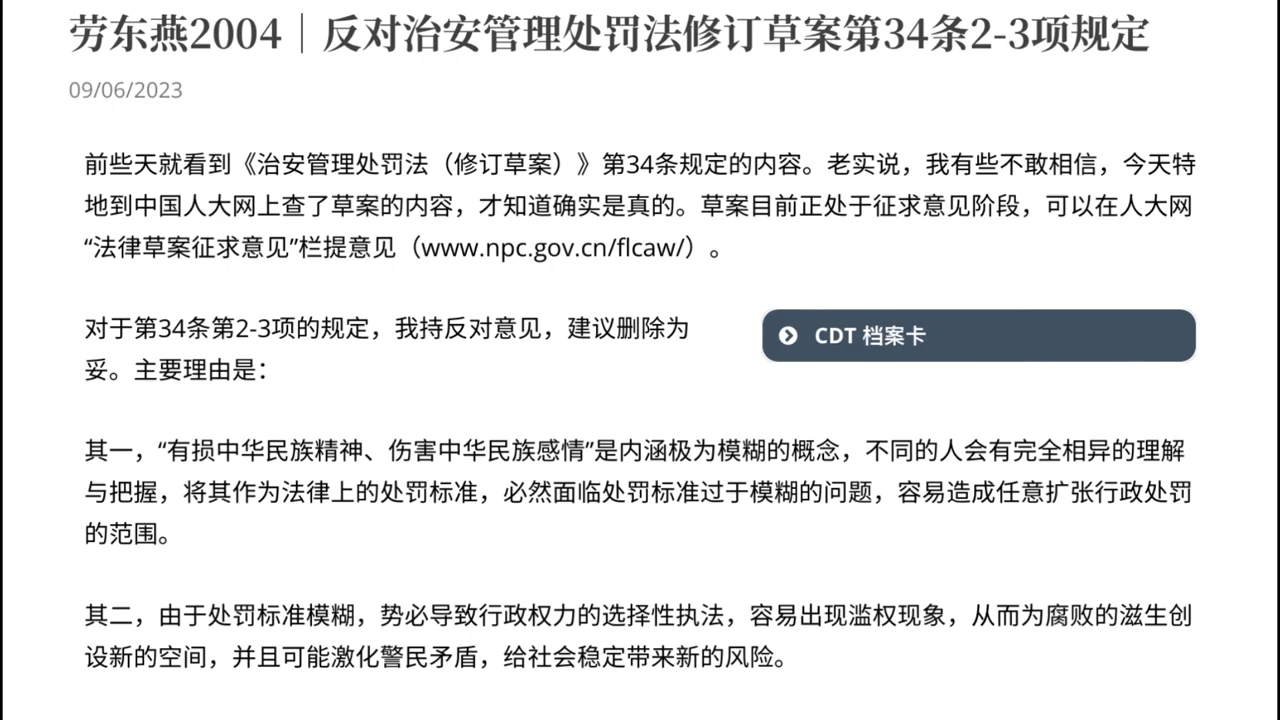 劳东燕2004｜反对治安管理处罚法修订草案第34条2-3项规定
09/06/2023
前些天就看到《治安管理处罚法（修订草案）》第34条规定的内容。老实说，我有些不敢相信，今天特
地到中国人大网上查了草案的内容，才知道确实是真的。草案目前正处于征求意见阶段，可以在人大网
“法律草案征求意见”栏提意见（www.npc.gov.cn/flcaw/）。
对于第34条第2-3项的规定，我持反对意见，建议删除为
妥。主要理由是：
CDT 档案卡
其一，“有损中华民族精神、伤害中华民族感情”是内涵极为模糊的概念，不同的人会有完全相异的理解
与把握，将其作为法律上的处罚标准，必然面临处罚标准过于模糊的问题，容易造成任意扩张行政处罚
的范围。
其二，由于处罚标准模糊，势必导致行政权力的选择性执法，容易出现滥权现象，从而为腐败的滋生创
设新的空间，并且可能激化警民矛盾，给社会稳定带来新的风险。